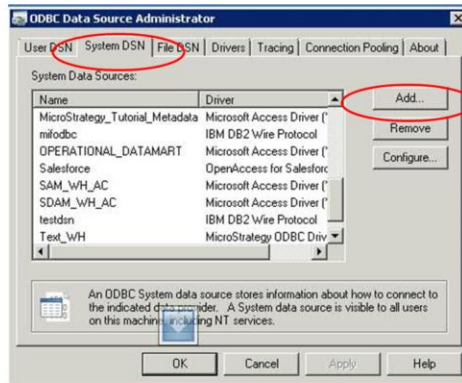 ODBC Data Source Administrator
User DSN System DSN File DSN Drivers Tracing Connection Pooling About
System Data Sources:
Name Driver
MicroStrategy_Tutorial_Metadata Microsoft Access Driver ("
mifodbc IBM DB2 Wire Protocol
OPERATIONAL_DATAMART Microsoft Access Driver ("
Salesforce OpenAccess for Salesforc
SAM_WH_AC Microsoft Access Driver ("
SDAM_WH_AC Microsoft Access Driver ("
testdsn IBM DB2 Wire Protocol
Text_WH MicroStrategy ODBC Driv
Add...
Remove
Configure...
An ODBC System data source stores information about how to connect to
the indicated data provider. A System data source is visible to all users
on this machine, including NT services.
OK Cancel Apply Help